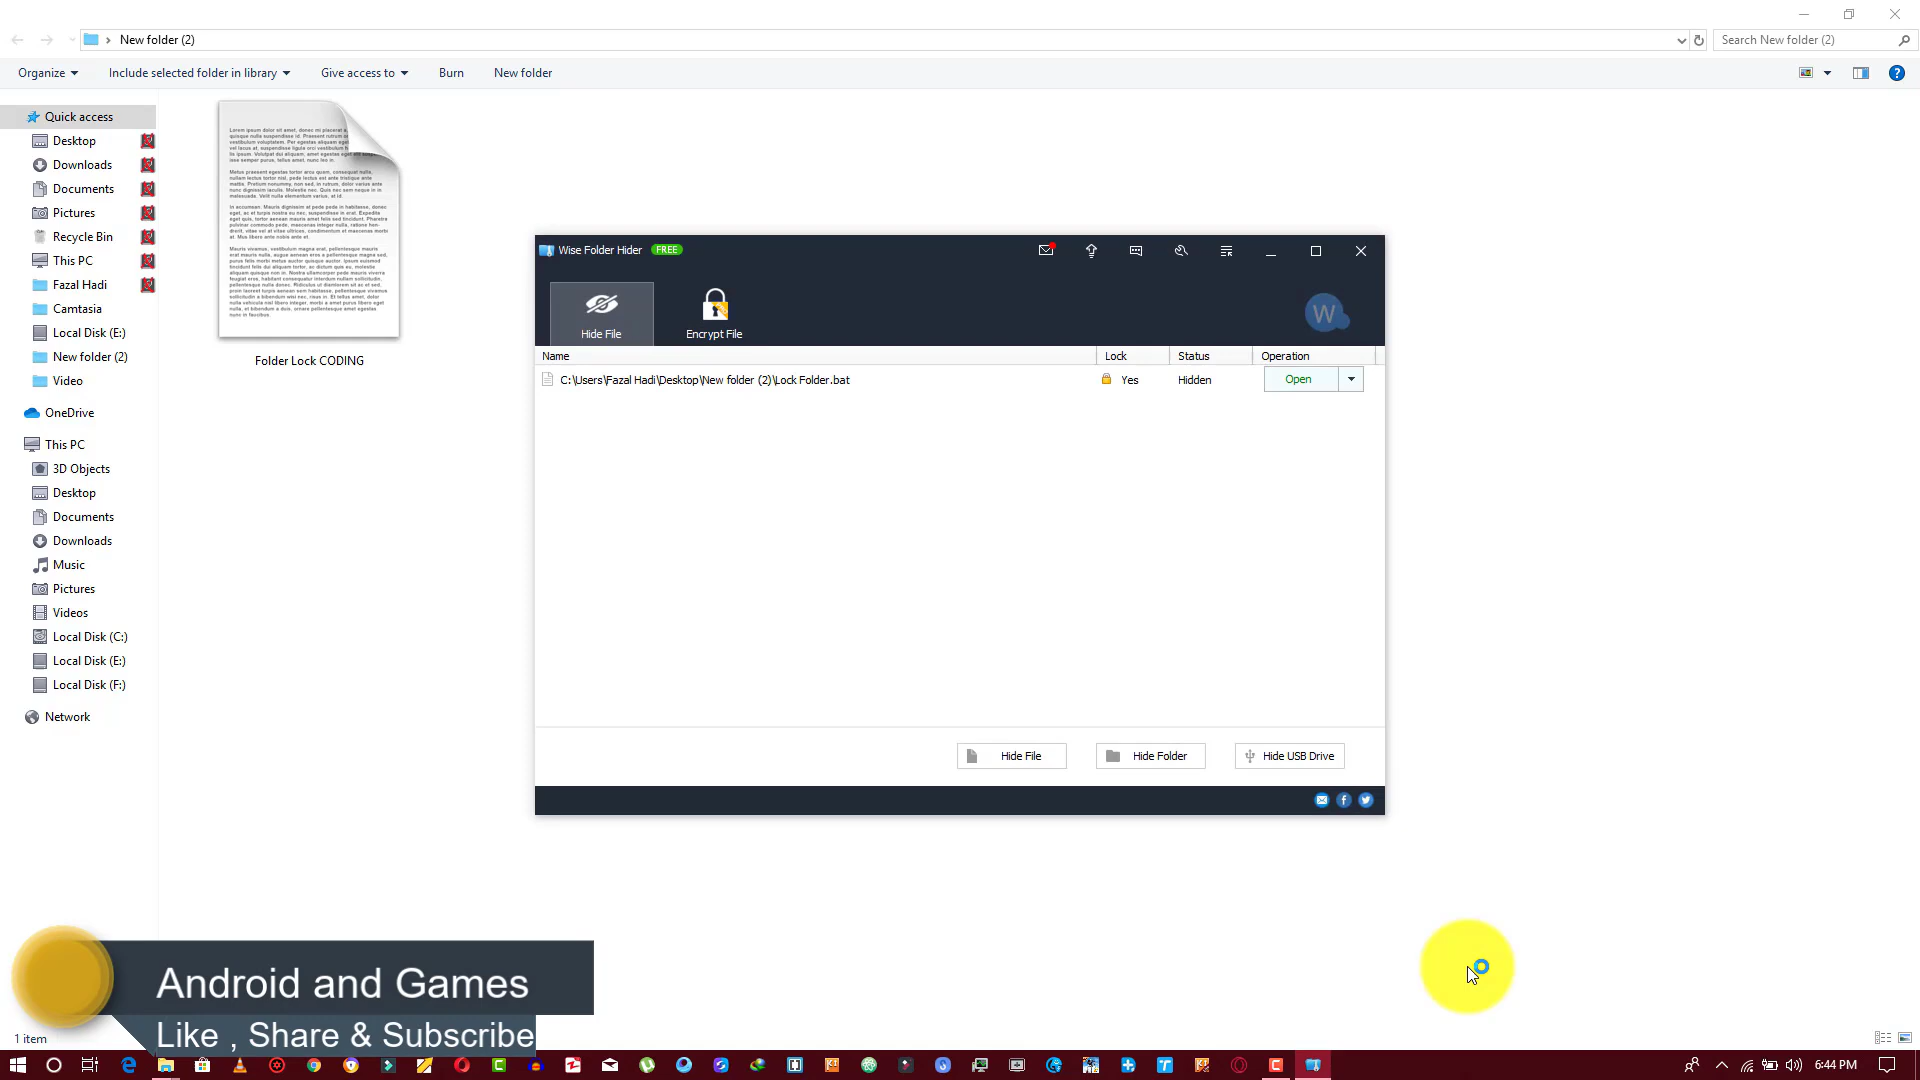 New folder (2)
Search New folder (2)
Organize
Include selected folder in library
Give access to
Burn
New folder
Quick access
Desktop
Downloads
Documents
Pictures
Recycle Bin
This PC
Fazal Hadi
Camtasia
Local Disk (E:)
New folder (2)
Video
OneDrive
This PC
3D Objects
Desktop
Documents
Downloads
Music
Pictures
Videos
Local Disk (C:)
Local Disk (E:)
Local Disk (F:)
Network
Folder Lock CODING
Wise Folder Hider FREE
Hide File
Encrypt File
W
Name Lock Status Operation
C:\Users\Fazal Hadi\Desktop\New folder (2)\Lock Folder.bat Yes Hidden Open
Hide File
Hide Folder
Hide USB Drive
Android and Games
Like , Share & Subscribe
1 item
6:44 PM